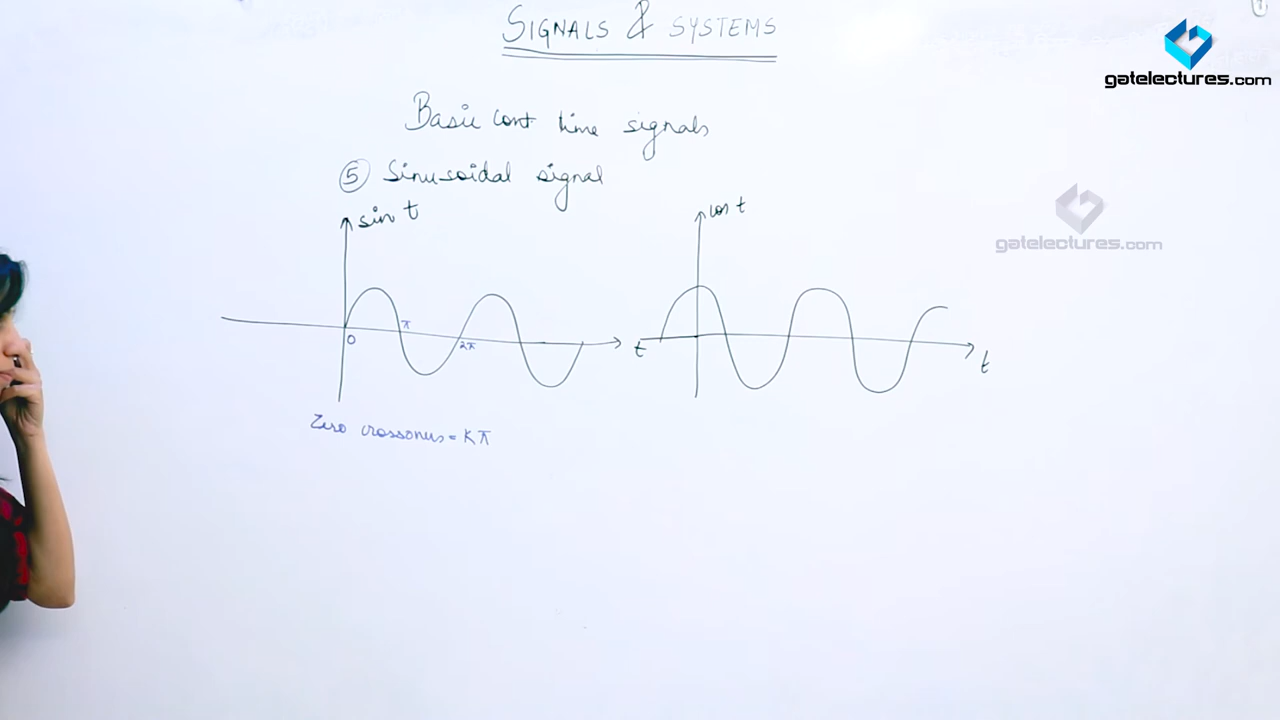 SIGNALS & SYSTEMS
gatelectures.com
Basic cont. time signals
⑤ Sinusoidal signal
sin t
cos t
gatelectures.com
π
0
2π
t
t
Zero crossonus = Kπ